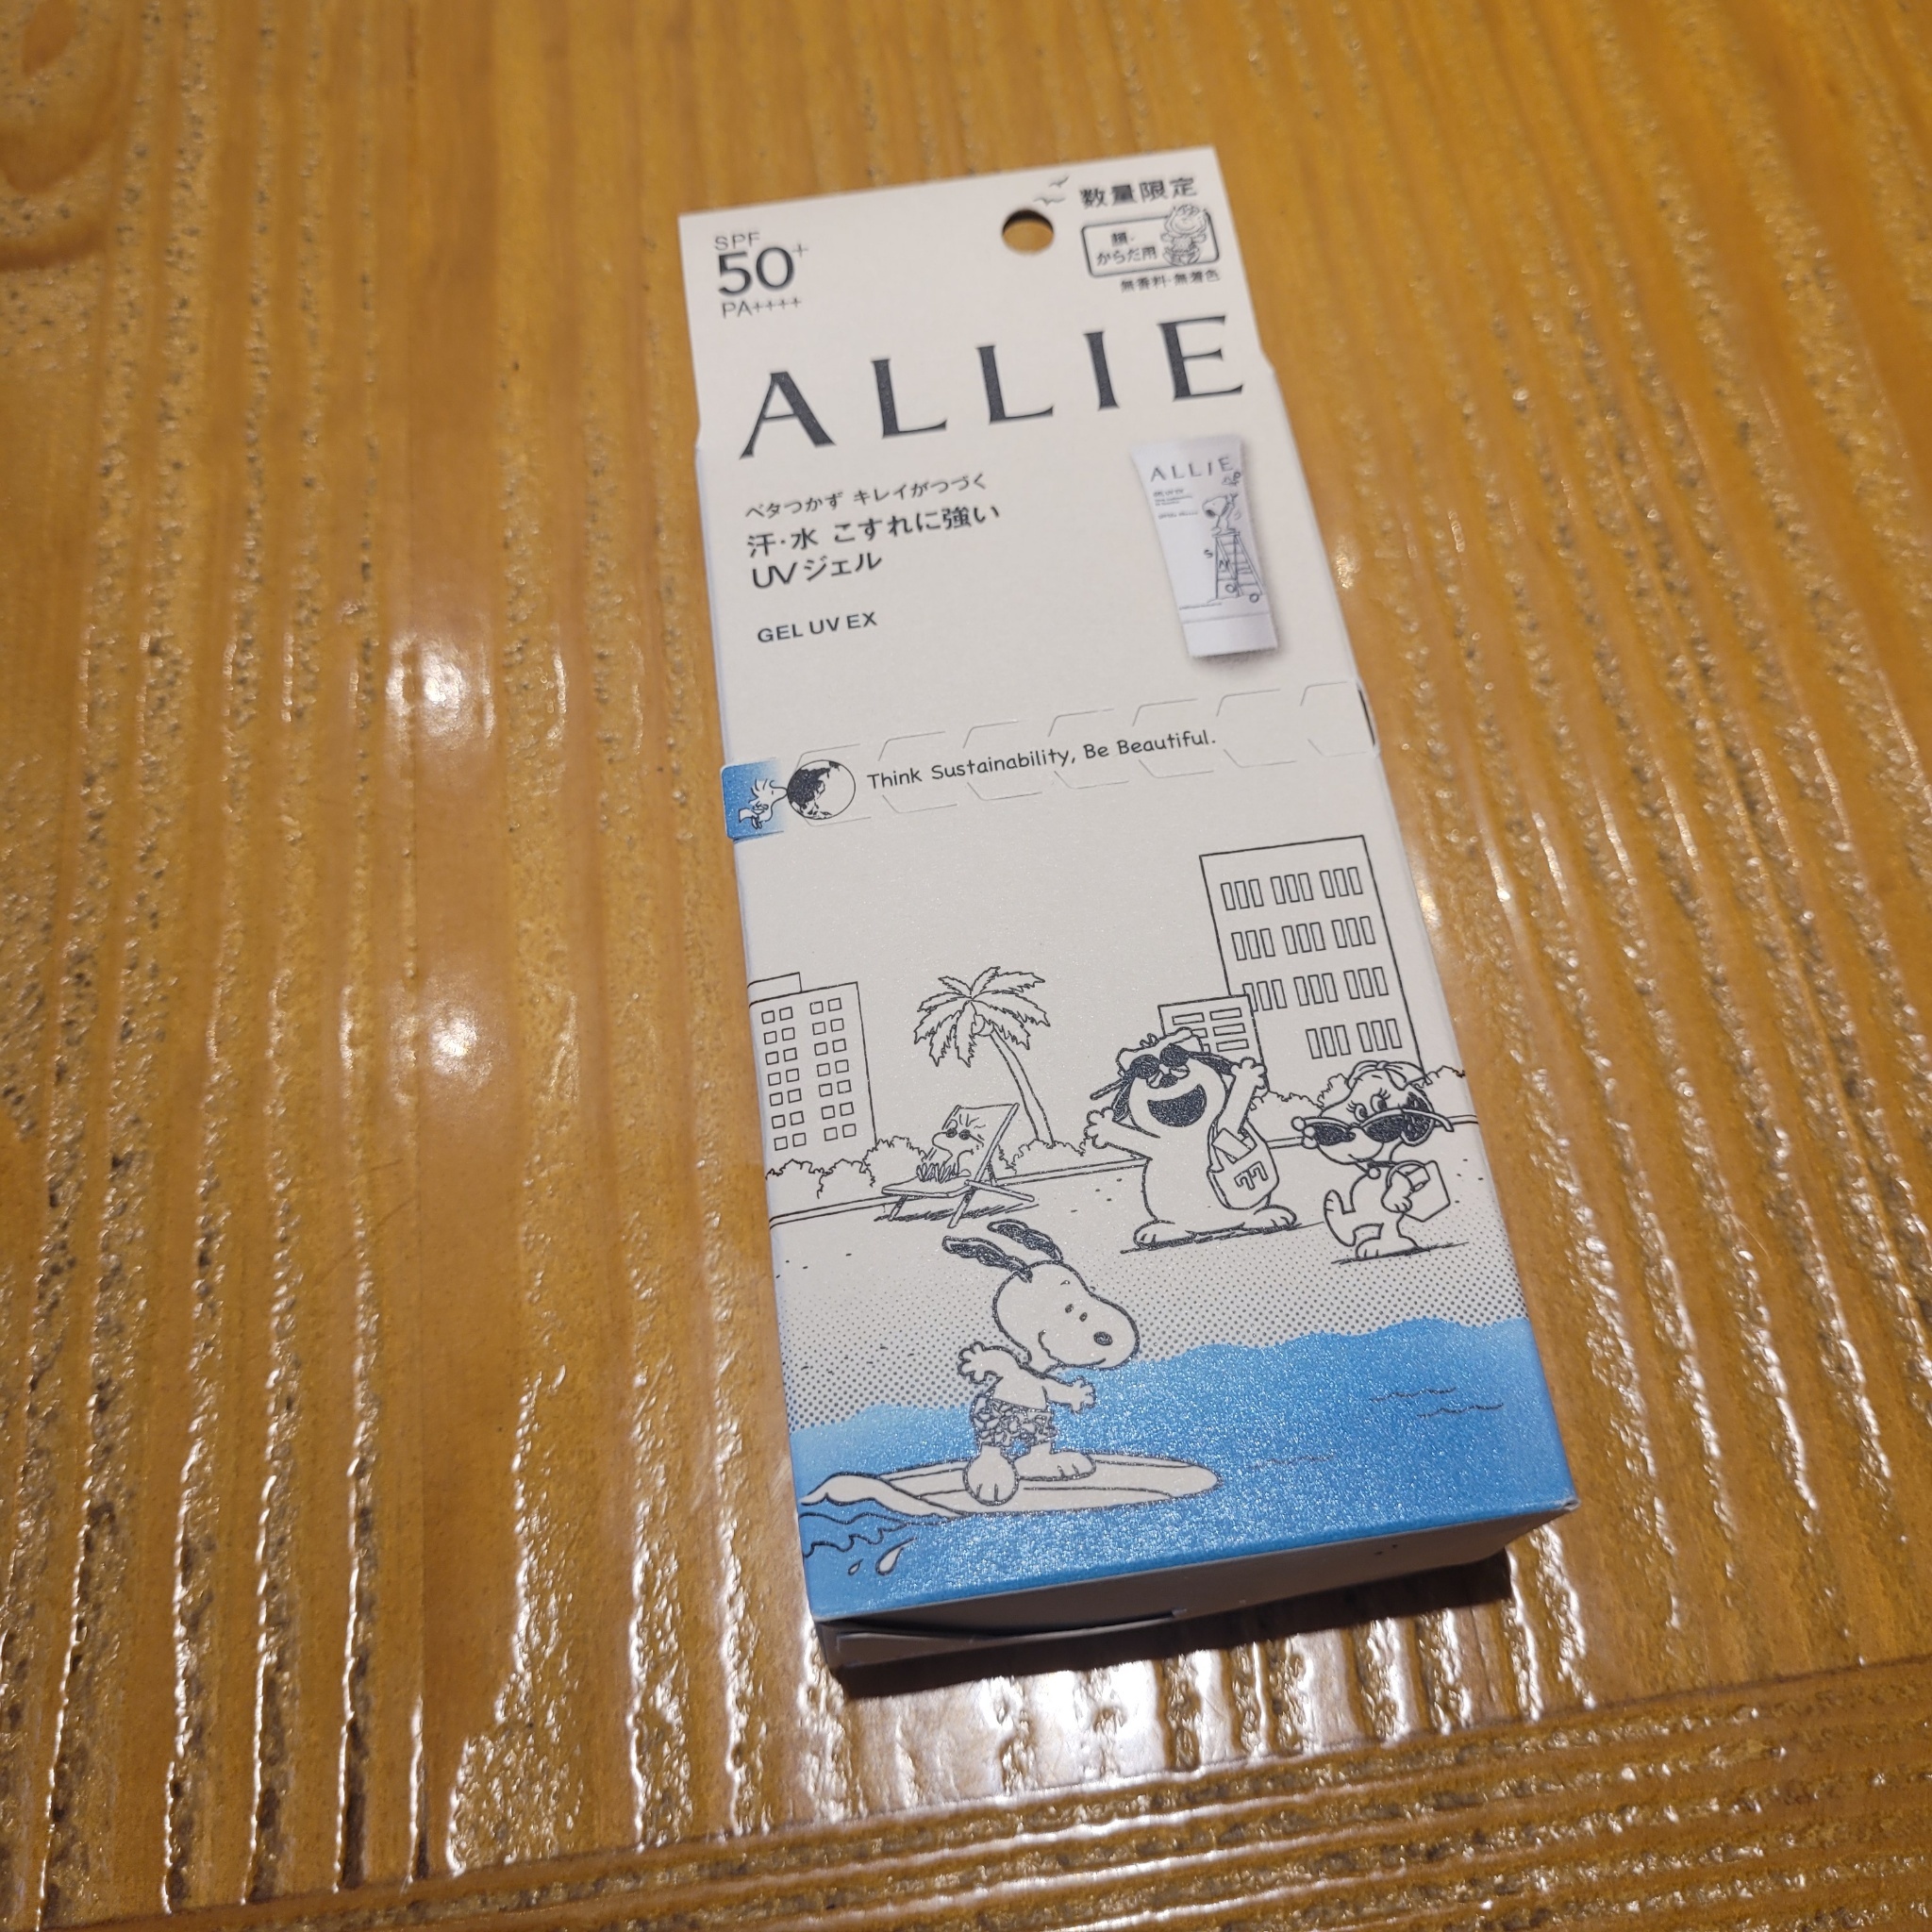 数量限定
SPF
50+
PA++++
顔・
からだ用
無香料・無着色
ALLIE
ベタつかず キレイがつづく
汗・水 こすれに強い
UVジェル
GEL UV EX
ALLIE
Think Sustainability, Be Beautiful.